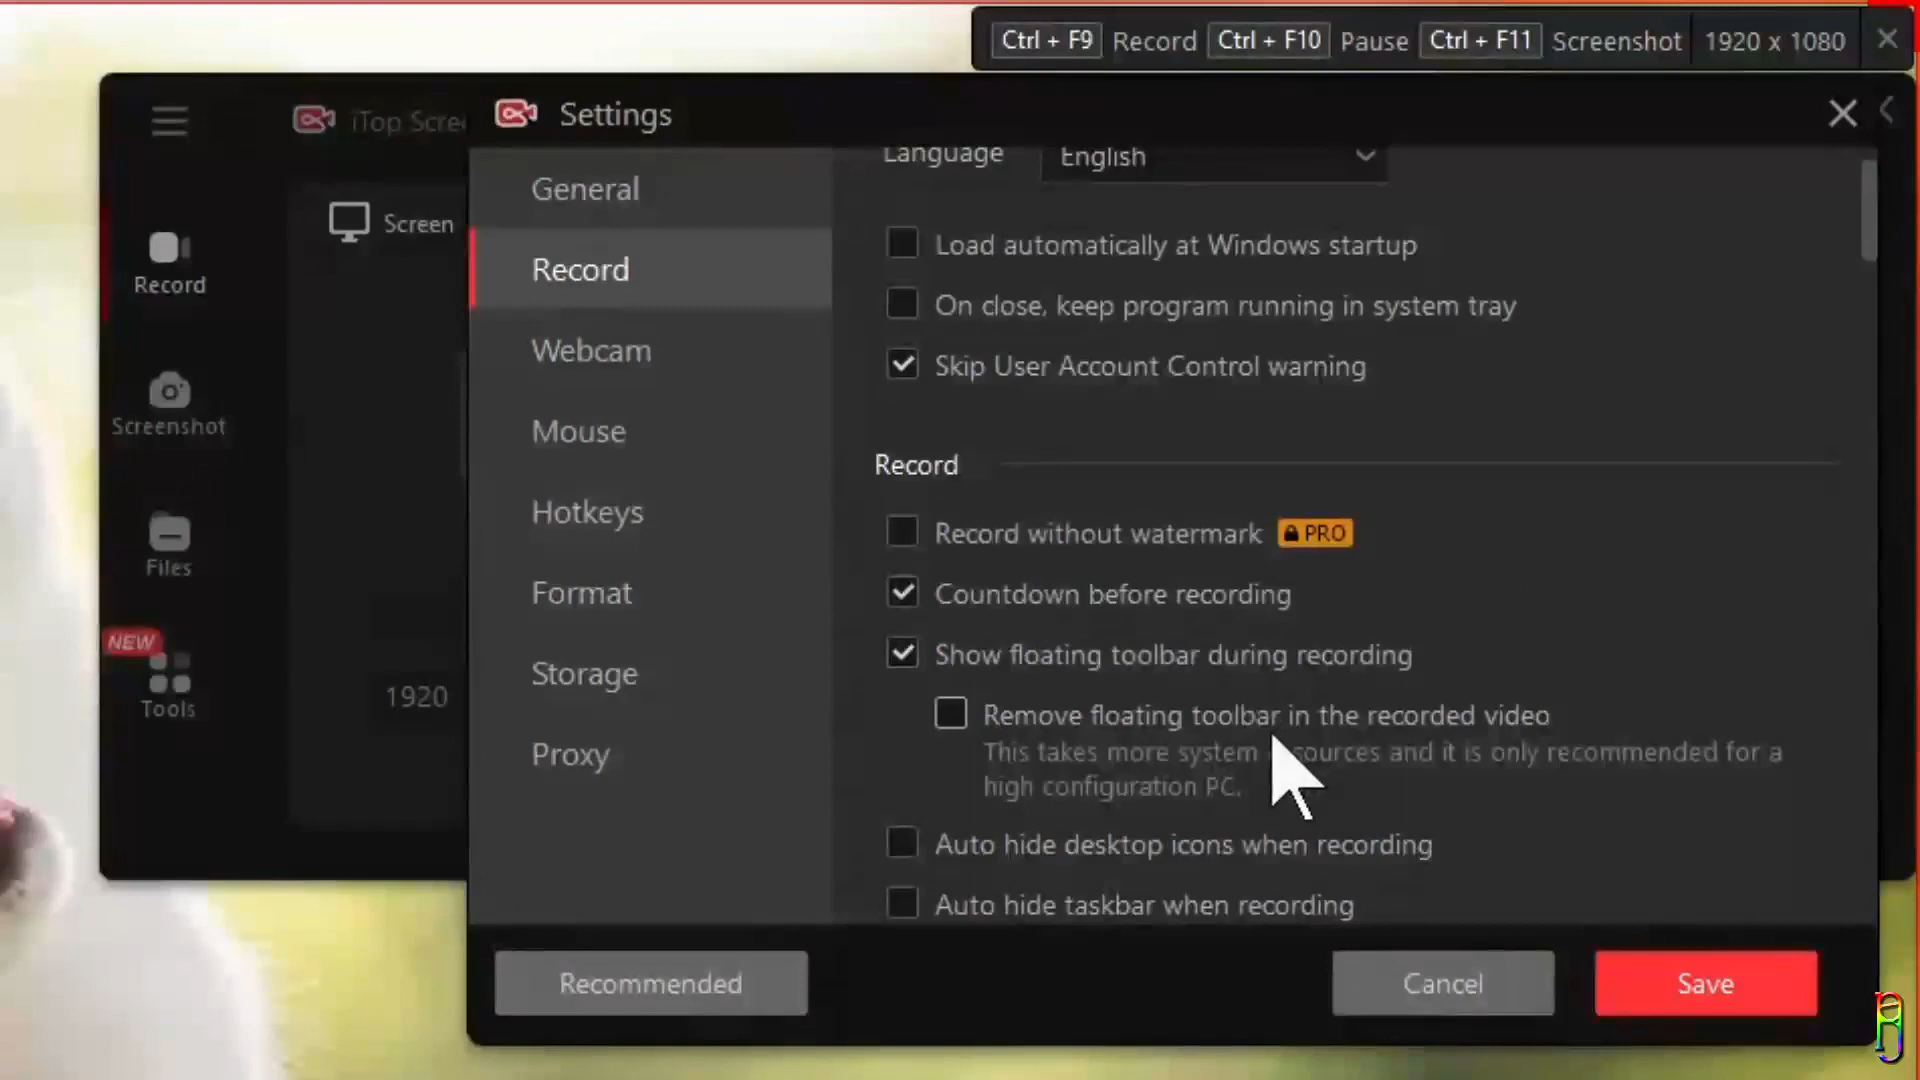 Ctrl + F9 Record Ctrl + F10 Pause Ctrl + F11 Screenshot 1920 x 1080
iTop Scre
Settings
Record
Screenshot
Files
NEW
Tools
Screen
1920
General
Record
Webcam
Mouse
Hotkeys
Format
Storage
Proxy
Language English
Load automatically at Windows startup
On close, keep program running in system tray
Skip User Account Control warning
Record
Record without watermark PRO
Countdown before recording
Show floating toolbar during recording
Remove floating toolbar in the recorded video
This takes more system sources and it is only recommended for a
high configuration PC.
Auto hide desktop icons when recording
Auto hide taskbar when recording
Recommended
Cancel
Save